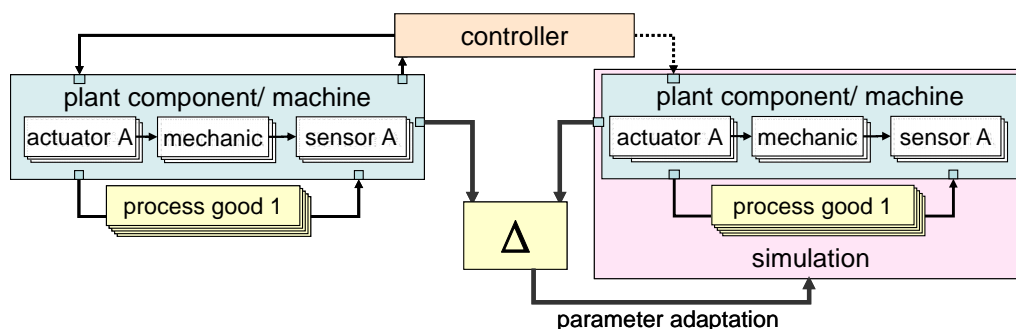 controller
plant component/ machine
actuator A
mechanic
sensor A
process good 1
plant component/ machine
actuator A
mechanic
sensor A
process good 1
simulation
Δ
parameter adaptation